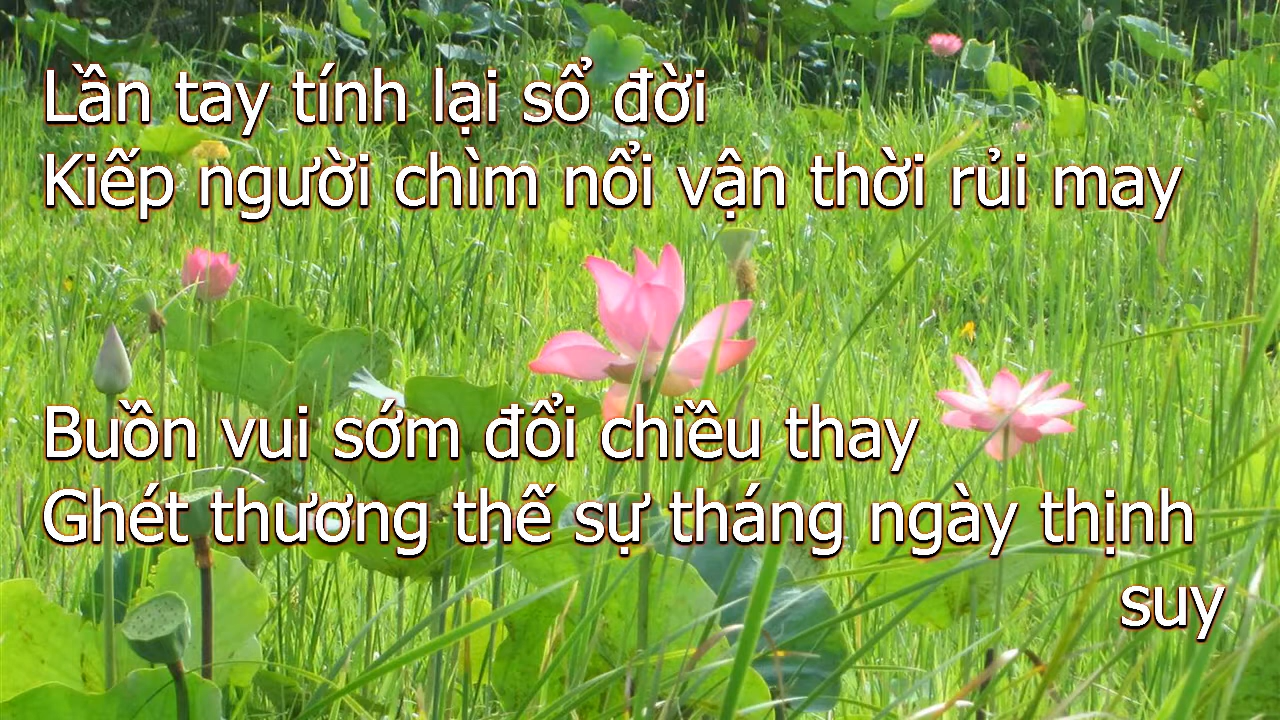 Lần tay tính lại sổ đời
Kiếp người chìm nổi vận thời rủi may
Buồn vui sớm đổi chiều thay
Ghét thương thế sự tháng ngày thịnh
suy